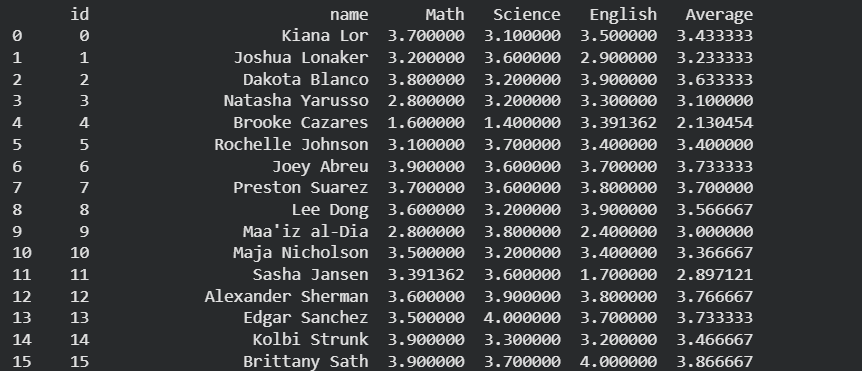 id name Math Science English Average
0 0 Kiana Lor 3.700000 3.100000 3.500000 3.433333
1 1 Joshua Lonaker 3.200000 3.600000 2.900000 3.233333
2 2 Dakota Blanco 3.800000 3.200000 3.900000 3.633333
3 3 Natasha Yarusso 2.800000 3.200000 3.300000 3.100000
4 4 Brooke Cazares 1.600000 1.400000 3.391362 2.130454
5 5 Rochelle Johnson 3.100000 3.700000 3.400000 3.400000
6 6 Joey Abreu 3.900000 3.600000 3.700000 3.733333
7 7 Preston Suarez 3.700000 3.600000 3.800000 3.700000
8 8 Lee Dong 3.600000 3.200000 3.900000 3.566667
9 9 Maa'iz al-Dia 2.800000 3.800000 2.400000 3.000000
10 10 Maja Nicholson 3.500000 3.200000 3.400000 3.366667
11 11 Sasha Jansen 3.391362 3.600000 1.700000 2.897121
12 12 Alexander Sherman 3.600000 3.900000 3.800000 3.766667
13 13 Edgar Sanchez 3.500000 4.000000 3.700000 3.733333
14 14 Kolbi Strunk 3.900000 3.300000 3.200000 3.466667
15 15 Brittany Sath 3.900000 3.700000 4.000000 3.866667